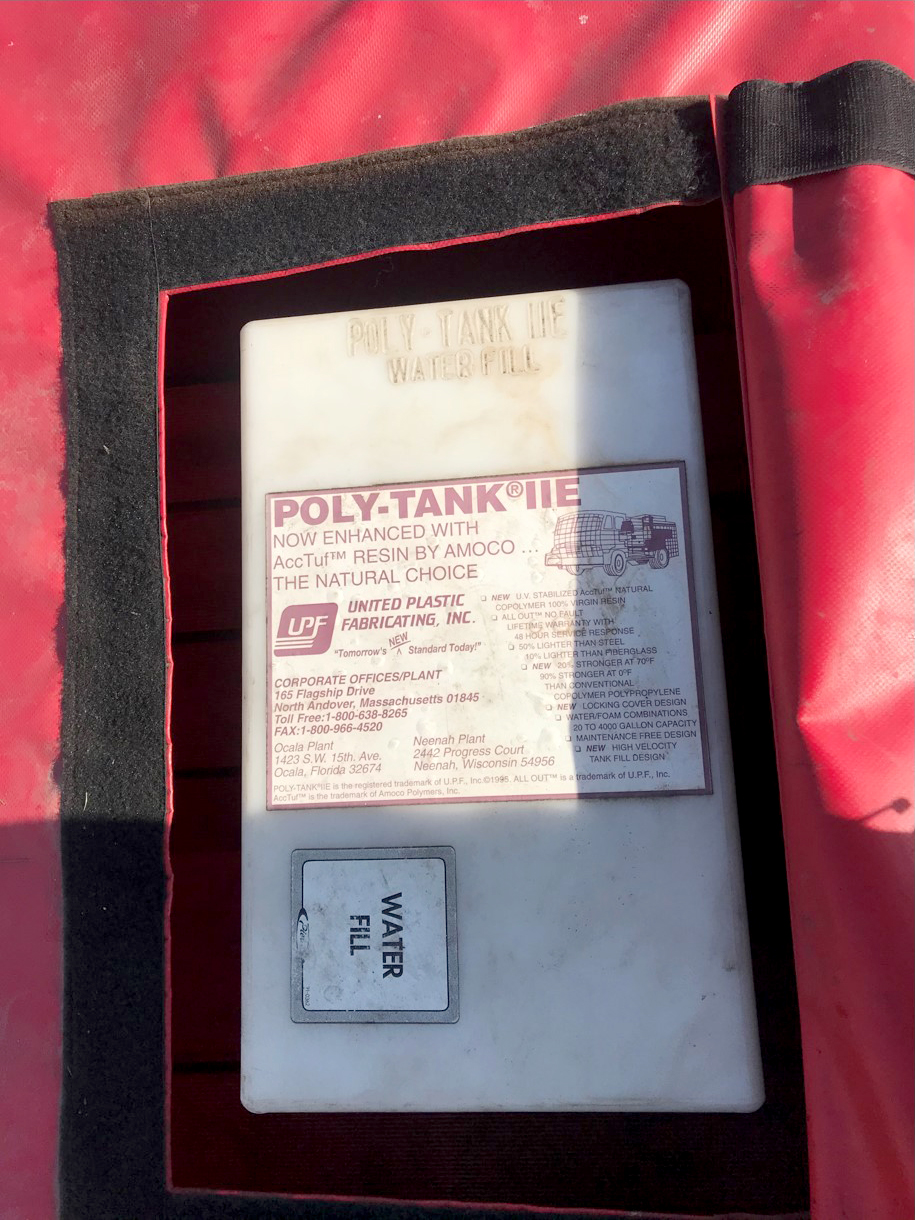 POLY-TANK IIE
WATER FILL
POLY-TANK®IIE
NOW ENHANCED WITH
AccTuf™ RESIN BY AMOCO ...
THE NATURAL CHOICE
UPF
UNITED PLASTIC
FABRICATING, INC.
NEW
"Tomorrow's ^ Standard Today!"
CORPORATE OFFICES/PLANT
165 Flagship Drive
North Andover, Massachusetts 01845
Toll Free:1-800-638-8265
FAX:1-800-966-4520
Ocala Plant
1423 S.W. 15th. Ave.
Ocala, Florida 32674
Neenah Plant
2442 Progress Court
Neenah, Wisconsin 54956
❏ NEW U.V. STABILIZED AccTuf™ NATURAL
COPOLYMER 100% VIRGIN RESIN
❏ ALL OUT™ NO FAULT
LIFETIME WARRANTY WITH
48 HOUR SERVICE RESPONSE
❏ 50% LIGHTER THAN STEEL
10% LIGHTER THAN FIBERGLASS
❏ NEW 20% STRONGER AT 70°F
90% STRONGER AT 0°F
THAN CONVENTIONAL
COPOLYMER POLYPROPYLENE
❏ NEW LOCKING COVER DESIGN
❏ WATER/FOAM COMBINATIONS
20 TO 4000 GALLON CAPACITY
❏ MAINTENANCE FREE DESIGN
❏ NEW HIGH VELOCITY
TANK FILL DESIGN
POLY-TANK®IIE is the registered trademark of U.P.F., Inc ©1995. ALL OUT™ is a trademark of U.P.F., Inc.
AccTuf™ is the trademark of Amoco Polymers, Inc.
WATER
FILL